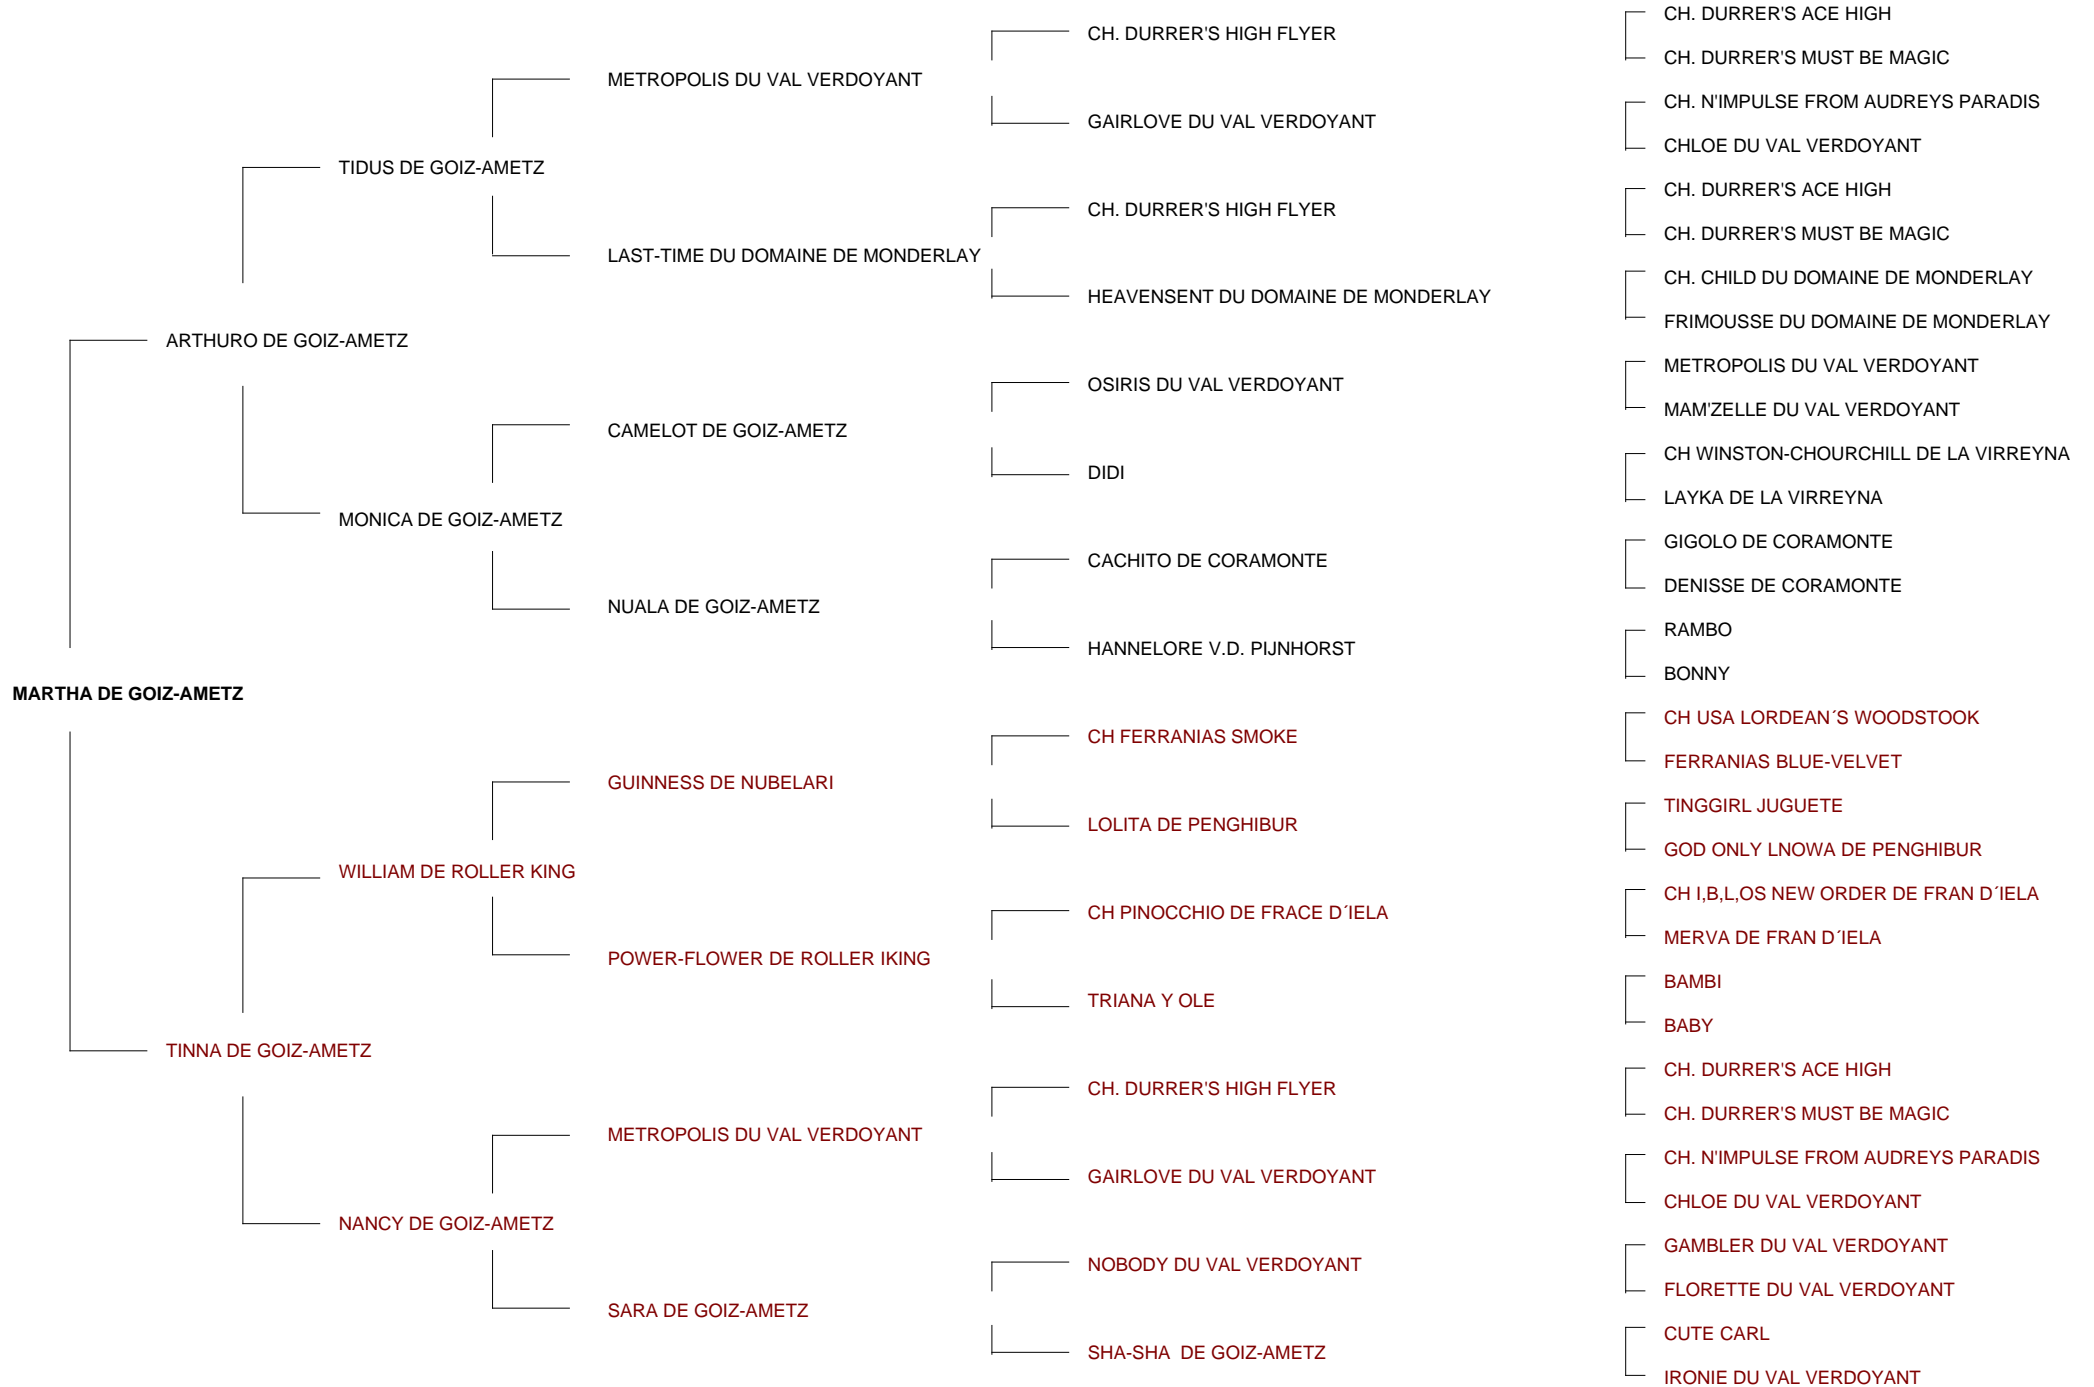 CH. DURRER'S ACE HIGH
CH. DURRER'S HIGH FLYER
CH. DURRER'S MUST BE MAGIC
METROPOLIS DU VAL VERDOYANT
CH. N'IMPULSE FROM AUDREYS PARADIS
GAIRLOVE DU VAL VERDOYANT
CHLOE DU VAL VERDOYANT
TIDUS DE GOIZ-AMETZ
CH. DURRER'S ACE HIGH
CH. DURRER'S HIGH FLYER
CH. DURRER'S MUST BE MAGIC
LAST-TIME DU DOMAINE DE MONDERLAY
CH. CHILD DU DOMAINE DE MONDERLAY
HEAVENSENT DU DOMAINE DE MONDERLAY
FRIMOUSSE DU DOMAINE DE MONDERLAY
ARTHURO DE GOIZ-AMETZ
METROPOLIS DU VAL VERDOYANT
OSIRIS DU VAL VERDOYANT
MAM'ZELLE DU VAL VERDOYANT
CAMELOT DE GOIZ-AMETZ
CH WINSTON-CHOURCHILL DE LA VIRREYNA
DIDI
LAYKA DE LA VIRREYNA
MONICA DE GOIZ-AMETZ
GIGOLO DE CORAMONTE
CACHITO DE CORAMONTE
DENISSE DE CORAMONTE
NUALA DE GOIZ-AMETZ
RAMBO
HANNELORE V.D. PIJNHORST
BONNY
MARTHA DE GOIZ-AMETZ
CH USA LORDEAN´S WOODSTOOK
CH FERRANIAS SMOKE
FERRANIAS BLUE-VELVET
GUINNESS DE NUBELARI
TINGGIRL JUGUETE
LOLITA DE PENGHIBUR
GOD ONLY LNOWA DE PENGHIBUR
WILLIAM DE ROLLER KING
CH I,B,L,OS NEW ORDER DE FRAN D´IELA
CH PINOCCHIO DE FRACE D´IELA
MERVA DE FRAN D´IELA
POWER-FLOWER DE ROLLER IKING
BAMBI
TRIANA Y OLE
BABY
TINNA DE GOIZ-AMETZ
CH. DURRER'S ACE HIGH
CH. DURRER'S HIGH FLYER
CH. DURRER'S MUST BE MAGIC
METROPOLIS DU VAL VERDOYANT
CH. N'IMPULSE FROM AUDREYS PARADIS
GAIRLOVE DU VAL VERDOYANT
CHLOE DU VAL VERDOYANT
NANCY DE GOIZ-AMETZ
GAMBLER DU VAL VERDOYANT
NOBODY DU VAL VERDOYANT
FLORETTE DU VAL VERDOYANT
SARA DE GOIZ-AMETZ
CUTE CARL
SHA-SHA  DE GOIZ-AMETZ
IRONIE DU VAL VERDOYANT